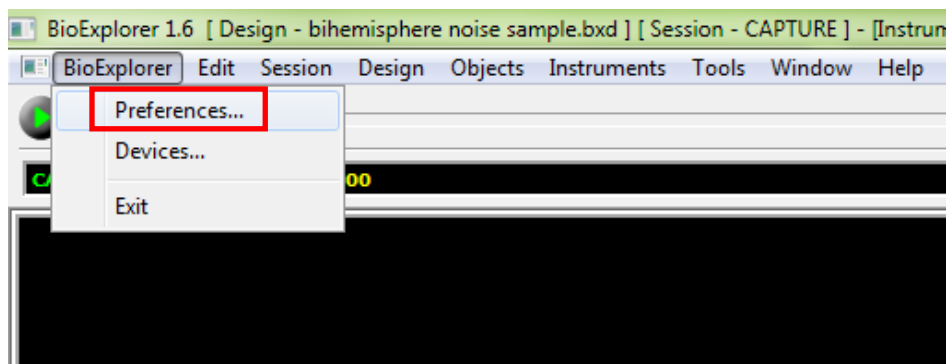 BioExplorer 1.6 [ Design - bihemisphere noise sample.bxd ] [ Session - CAPTURE ] - [Instrum
BioExplorer Edit Session Design Objects Instruments Tools Window Help
Preferences...
Devices...
00
Exit